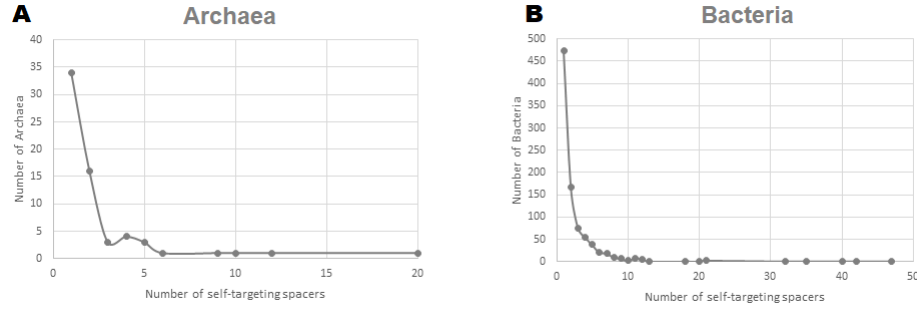 A
Archaea
40
35
30
25
20
15
10
5
0
Number of Archaea
0 5 10 15 20
Number of self-targeting spacers
B
Bacteria
500
450
400
350
300
250
200
150
100
50
0
Number of Bacteria
0 10 20 30 40 50
Number of self-targeting spacers